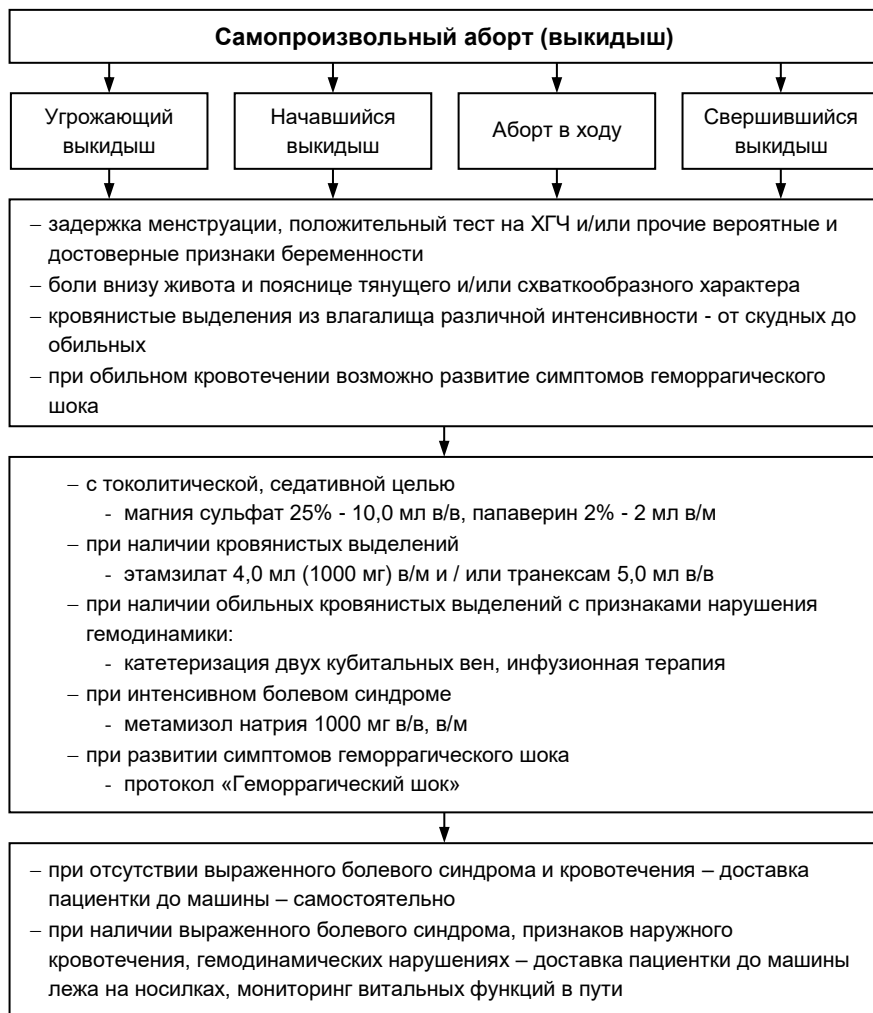 Самопроизвольный аборт (выкидыш)
Угрожающий
выкидыш
Начавшийся
выкидыш
Аборт в ходу
Свершившийся
выкидыш
– задержка менструации, положительный тест на ХГЧ и/или прочие вероятные и
достоверные признаки беременности
– боли внизу живота и пояснице тянущего и/или схваткообразного характера
– кровянистые выделения из влагалища различной интенсивности - от скудных до
обильных
– при обильном кровотечении возможно развитие симптомов геморрагического
шока
– с токолитической, седативной целью
- магния сульфат 25% - 10,0 мл в/в, папаверин 2% - 2 мл в/м
– при наличии кровянистых выделений
- этамзилат 4,0 мл (1000 мг) в/м и / или транексам 5,0 мл в/в
– при наличии обильных кровянистых выделений с признаками нарушения
гемодинамики:
- катетеризация двух кубитальных вен, инфузионная терапия
– при интенсивном болевом синдроме
- метамизол натрия 1000 мг в/в, в/м
– при развитии симптомов геморрагического шока
- протокол «Геморрагический шок»
– при отсутствии выраженного болевого синдрома и кровотечения – доставка
пациентки до машины – самостоятельно
– при наличии выраженного болевого синдрома, признаков наружного
кровотечения, гемодинамических нарушениях – доставка пациентки до машины
лежа на носилках, мониторинг витальных функций в пути